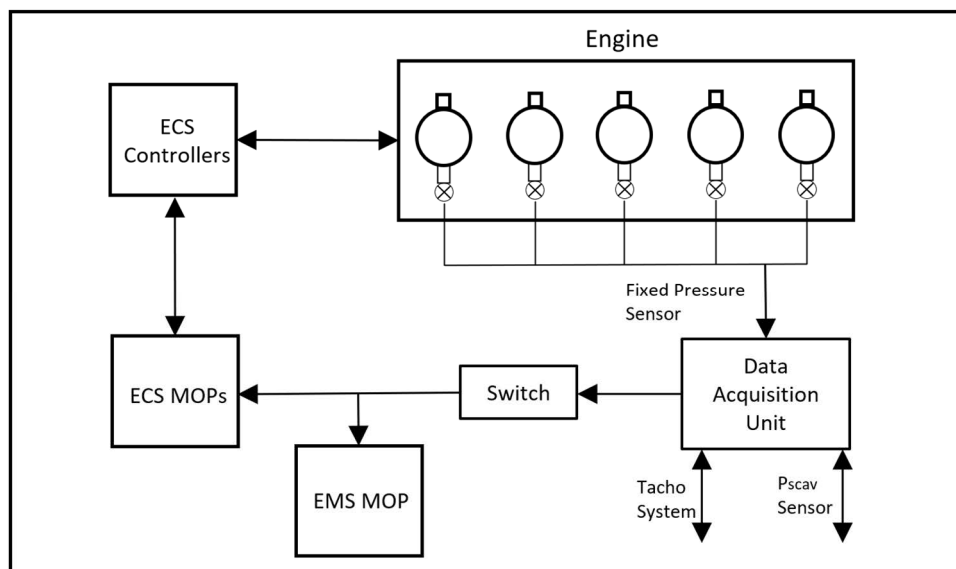 Engine
ECS
Controllers
Fixed Pressure
Sensor
ECS MOPs
Switch
Data
Acquisition
Unit
EMS MOP
Tacho
System
Pscav
Sensor